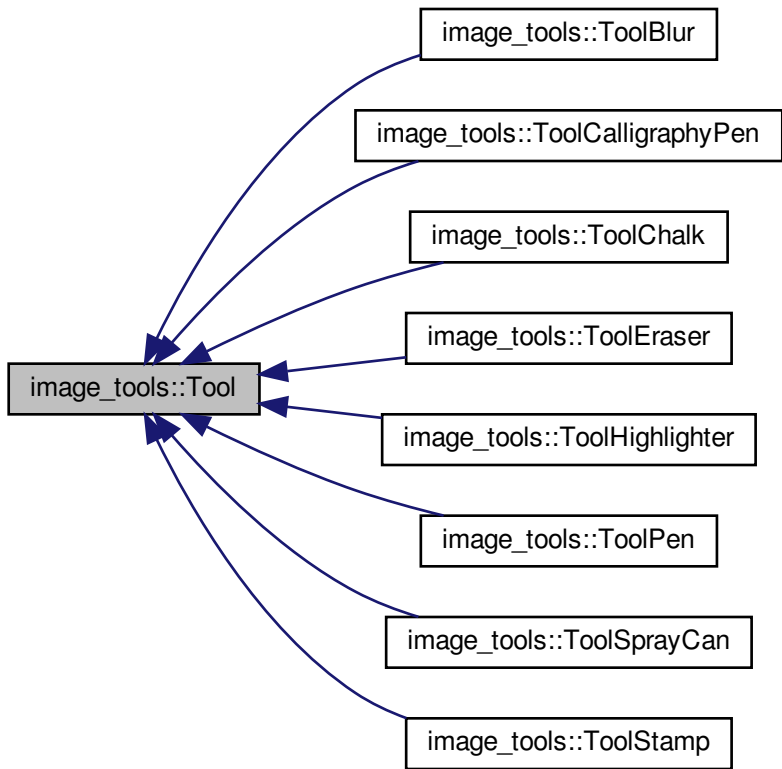 image_tools::ToolBlur
image_tools::ToolCalligraphyPen
image_tools::ToolChalk
image_tools::ToolEraser
image_tools::Tool
image_tools::ToolHighlighter
image_tools::ToolPen
image_tools::ToolSprayCan
image_tools::ToolStamp